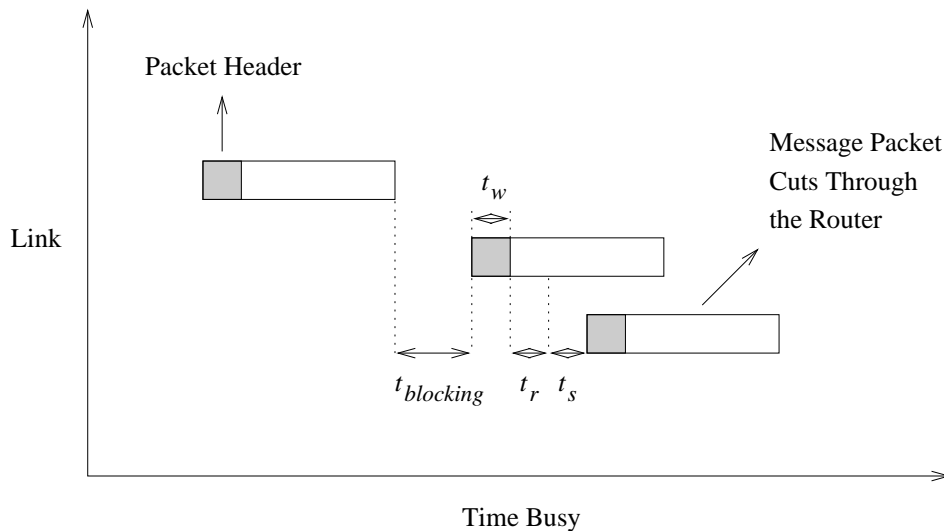 Packet Header
Message Packet
Cuts Through
the Router
t_w
Link
t_blocking
t_r
t_s
Time Busy